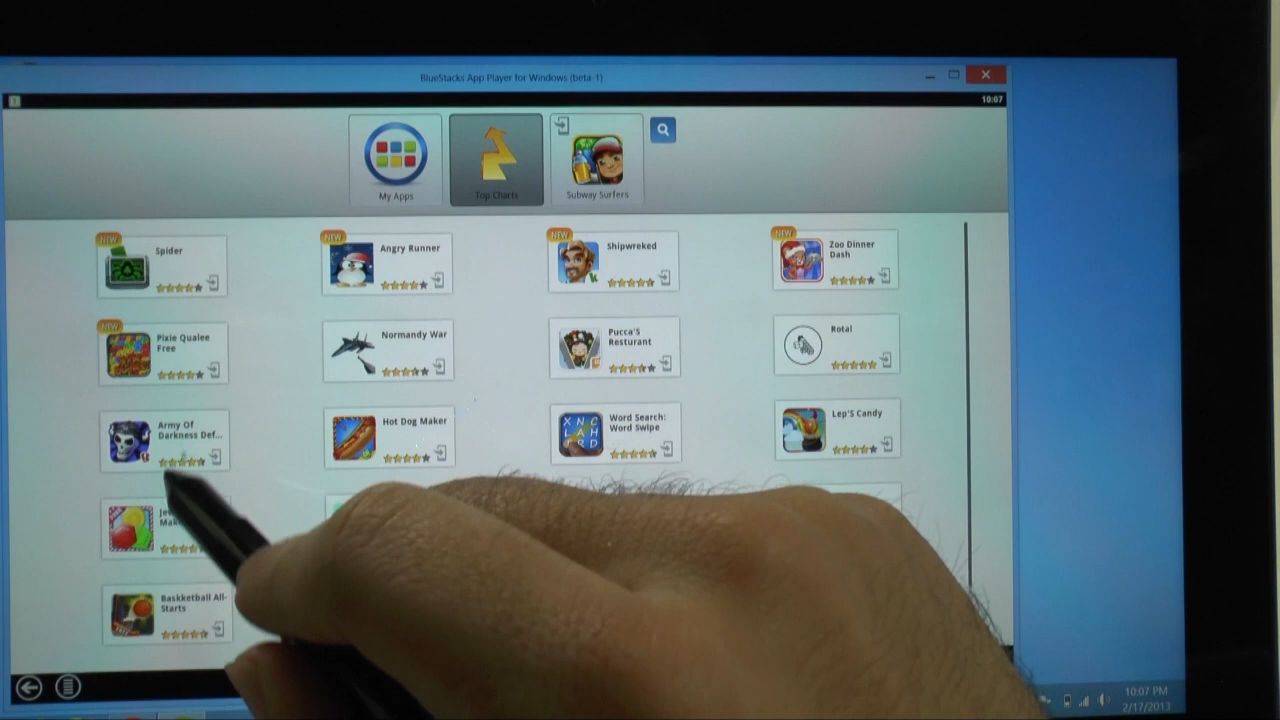 BlueStacks App Player for Windows (beta-1)
10:07
My Apps
Top Charts
Subway Surfers
NEW
Spider
NEW
Angry Runner
NEW
Shipwreked
NEW
Zoo Dinner
Dash
NEW
Pixie Qualee
Free
Normandy War
Pucca'S
Resturant
Rotal
Army Of
Darkness Def...
Hot Dog Maker
X N C
L A H
F R D
Word Search:
Word Swipe
Lep'S Candy
Baskketball All-
Starts
10:07 PM
2/17/2013